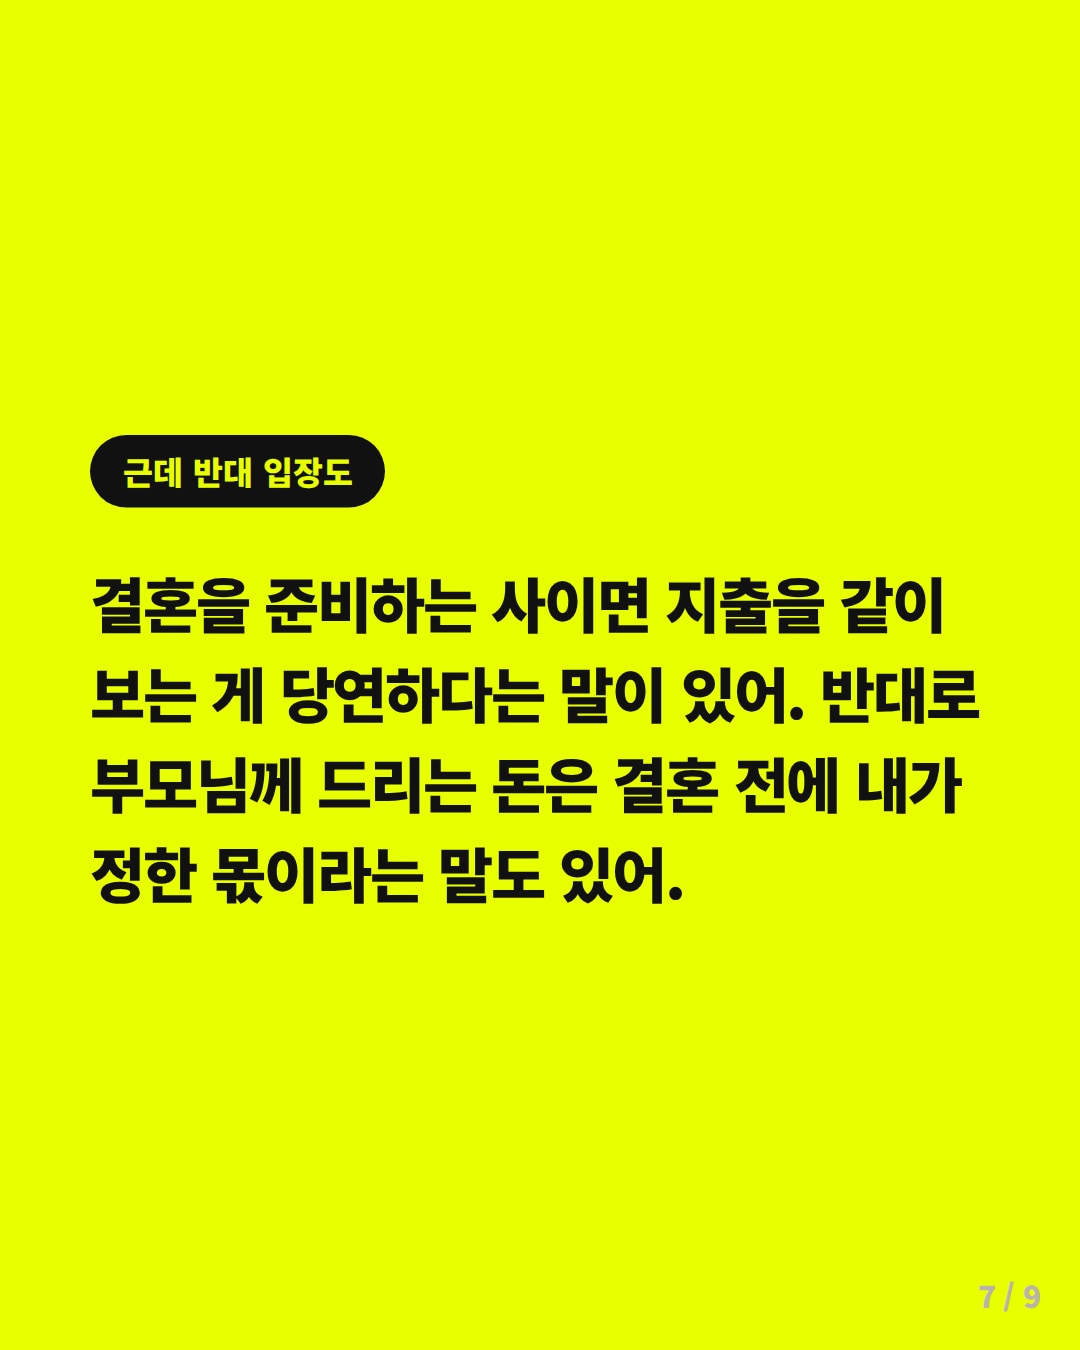 근데 반대 입장도
결혼을 준비하는 사이면 지출을 같이
보는 게 당연하다는 말이 있어. 반대로
부모님께 드리는 돈은 결혼 전에 내가
정한 몫이라는 말도 있어.
7 / 9